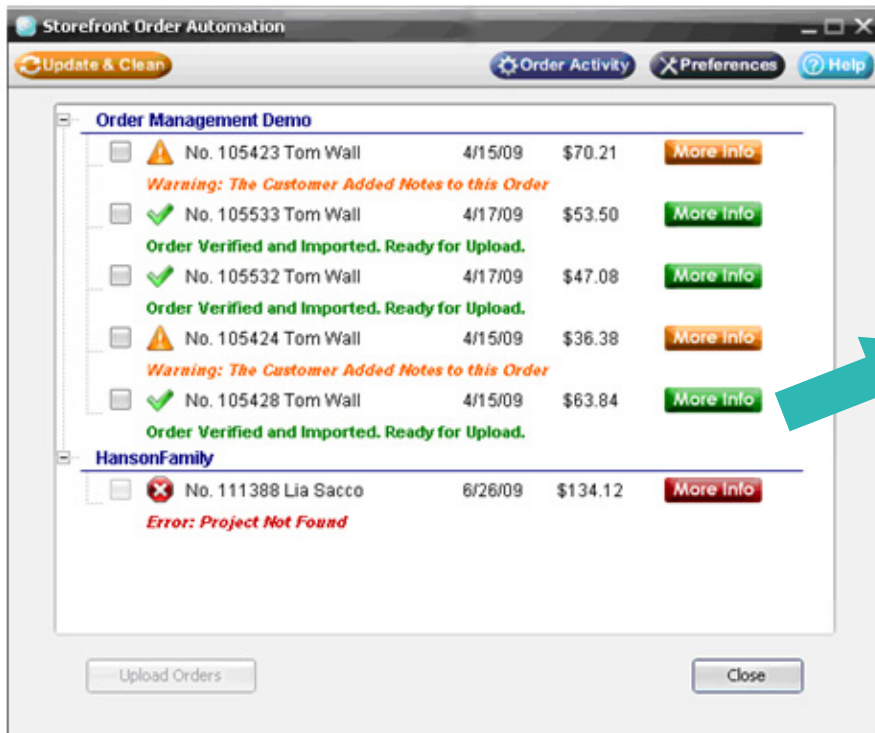 Storefront Order Automation
Update & Clean Order Activity Preferences Help
Order Management Demo
No. 105423 Tom Wall 4/15/09 $70.21 More Info
Warning: The Customer Added Notes to this Order
No. 105533 Tom Wall 4/17/09 $53.50 More Info
Order Verified and Imported. Ready for Upload.
No. 105532 Tom Wall 4/17/09 $47.08 More Info
Order Verified and Imported. Ready for Upload.
No. 105424 Tom Wall 4/15/09 $36.38 More Info
Warning: The Customer Added Notes to this Order
No. 105428 Tom Wall 4/15/09 $63.84 More Info
Order Verified and Imported. Ready for Upload.
HansonFamily
No. 111388 Lia Sacco 6/26/09 $134.12 More Info
Error: Project Not Found
Upload Orders Close